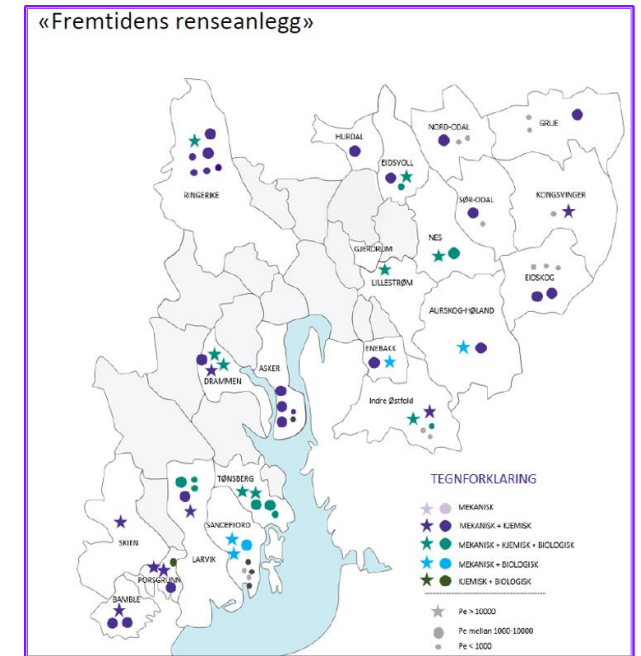 «Fremtidens renseanlegg»
GRUE
NORD-ODAL
HURDAL
EIDSVOLL
RINGERIKE
KONGSVINGER
SØR-ODAL
NES
GJERDRUM
EIDSKOG
LILLESTRØM
AURSKOG-HØLAND
ENEBAKK
ASKER
DRAMMEN
Indre Østfold
TØNSBERG
TEGNFORKLARING
MEKANISK
MEKANISK + KJEMISK
MEKANISK + KJEMISK + BIOLOGISK
MEKANISK + BIOLOGISK
KJEMISK + BIOLOGISK
SANDEFJORD
SKIEN
LARVIK
PORSGRUNN
BAMBLE
Pe > 10000
Pe mellan 1000-10000
Pe < 1000